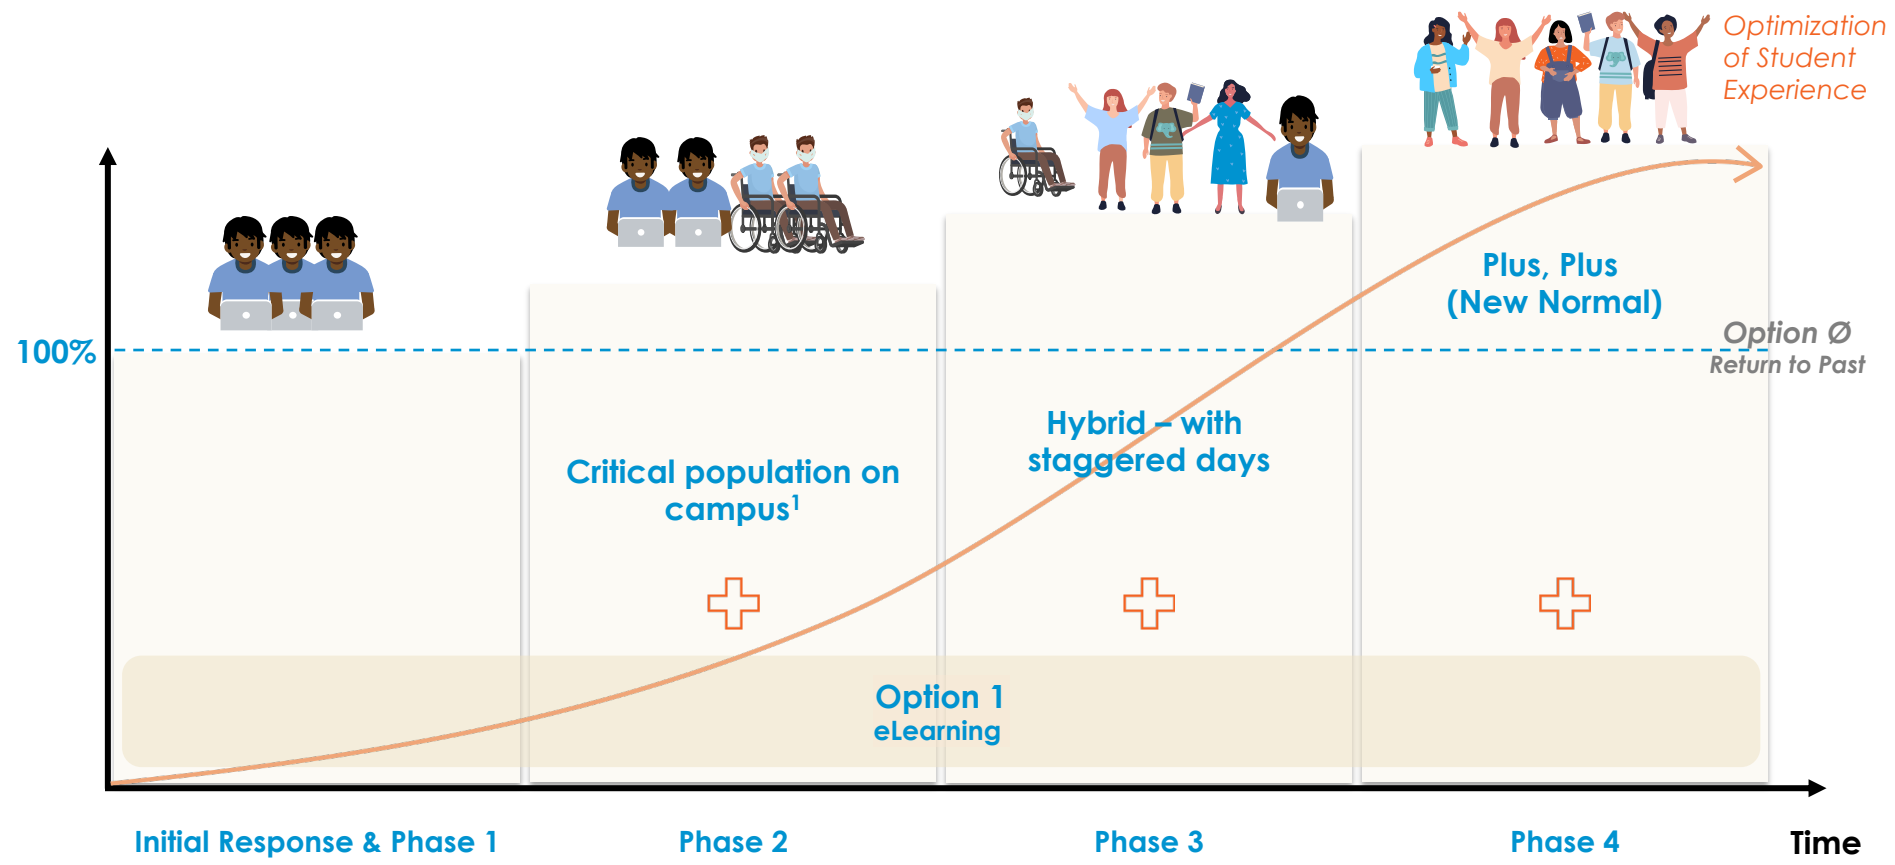 Optimization
of Student
Experience
100%
Plus, Plus
(New Normal)
Option Ø
Return to Past
Hybrid – with
staggered days
Critical population on
campus¹
Option 1
eLearning
Initial Response & Phase 1
Phase 2
Phase 3
Phase 4
Time